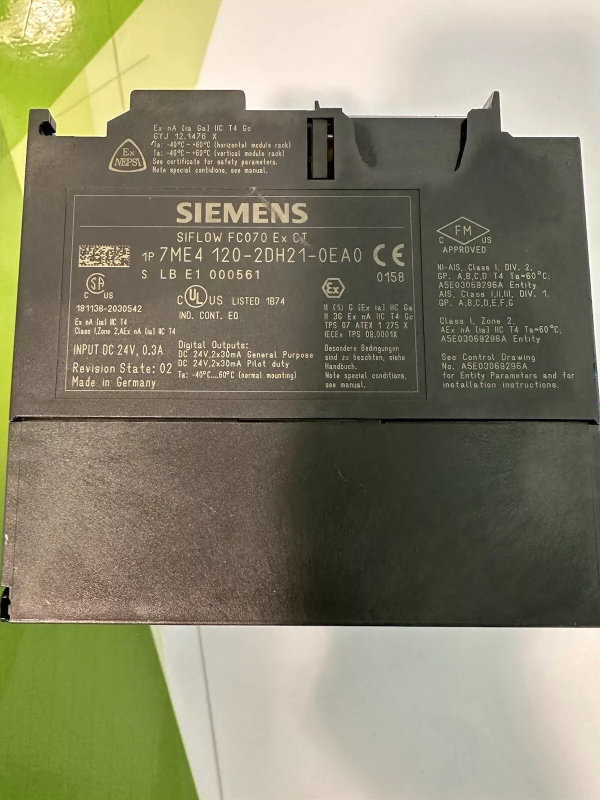 Ex nA [ia Ga] IIC T4 Gc
GYJ 12.1476 X
Ta: -40°C~+60°C (horizontal module rack)
Ta: -40°C~+60°C (vertical module rack)
See certificate for safety parameters.
Note special contidions, see manual.
Ex
NEPSI
SIEMENS
SIFLOW FC070 Ex CT
1P 7ME4 120-2DH21-0EA0
CE
0158
S LB E1 000561
SA
C US
181138-2030542
Ex nA [ia] IIC T4
Class I,Zone 2,AEx nA [ia] IIC T4
INPUT DC 24V, 0.3A
Revision State: 02
Made in Germany
C UL US LISTED 1B74
IND. CONT. EQ
Digital Outputs:
DC 24V,2x30mA General Purpose
DC 24V,2x30mA Pilot duty
Ta: -40°C....60°C (normal mounting)
Ex
II (1) G [Ex ia] IIC Ga
II 3G Ex nA IIC T4 Gc
TPS 07 ATEX 1 275 X
IECEx TPS 08.0001X
Besondere Bedingungen
sind zu beachten, siehe
Handbuch.
Note special conditions,
see manual.
FM
C US
APPROVED
NI-AIS, Class I, DIV. 2,
GP. A,B,C,D T4 Ta=60°C;
A5E03069296A Entity
AIS, Class I,II,III, DIV. 1,
GP. A,B,C,D,E,F,G
Class I, Zone 2,
AEx nA [ia] IIC T4 Ta=60°C;
A5E03069296A Entity
See Control Drawing
No. A5E03069296A
for Entity Parameters and for
installation instructions.